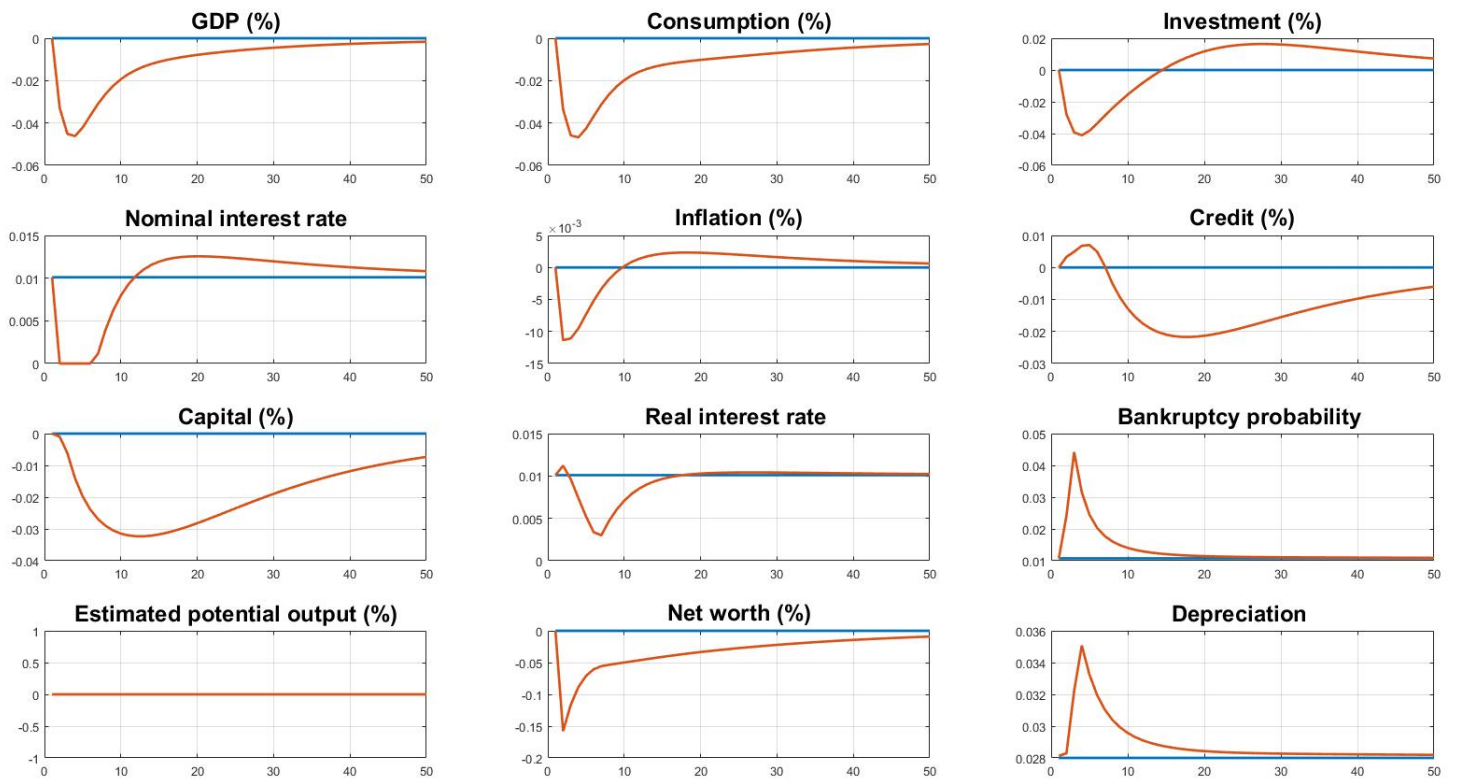 GDP (%)
0
-0.02
-0.04
-0.06
0 10 20 30 40 50
Consumption (%)
0
-0.02
-0.04
-0.06
0 10 20 30 40 50
Investment (%)
0.02
0
-0.02
-0.04
-0.06
0 10 20 30 40 50
Nominal interest rate
0.015
0.01
0.005
0
0 10 20 30 40 50
Inflation (%)
× 10-3
5
0
-5
-10
-15
0 10 20 30 40 50
Credit (%)
0.01
0
-0.01
-0.02
-0.03
0 10 20 30 40 50
Capital (%)
0
-0.01
-0.02
-0.03
-0.04
0 10 20 30 40 50
Real interest rate
0.015
0.01
0.005
0
0 10 20 30 40 50
Bankruptcy probability
0.05
0.04
0.03
0.02
0.01
0 10 20 30 40 50
Estimated potential output (%)
1
0.5
0
-0.5
-1
0 10 20 30 40 50
Net worth (%)
0
-0.05
-0.1
-0.15
-0.2
0 10 20 30 40 50
Depreciation
0.036
0.034
0.032
0.03
0.028
0 10 20 30 40 50